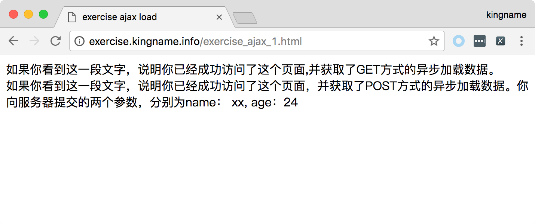 exercise ajax load
kingname
exercise.kingname.info/exercise_ajax_1.html
如果你看到这一段文字，说明你已经成功访问了这个页面,并获取了GET方式的异步加载数据。
如果你看到这一段文字，说明你已经成功访问了这个页面，并获取了POST方式的异步加载数据。你
向服务器提交的两个参数，分别为name： xx, age：24